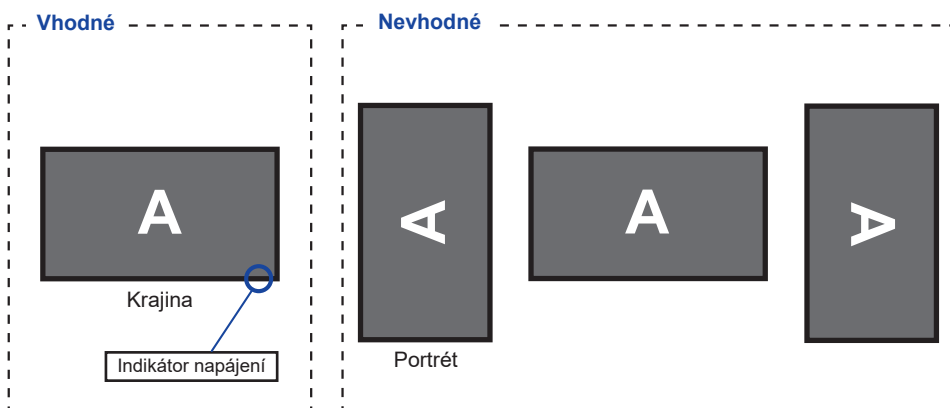 Vhodné
Nevhodné
A
A
A
A
Krajina
Indikátor napájení
Portrét